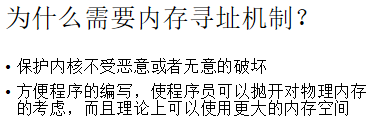 为什么需要内存寻址机制？
• 保护内核不受恶意或者无意的破坏
• 方便程序的编写，使程序员可以抛开对物理内存
的考虑，而且理论上可以使用更大的内存空间